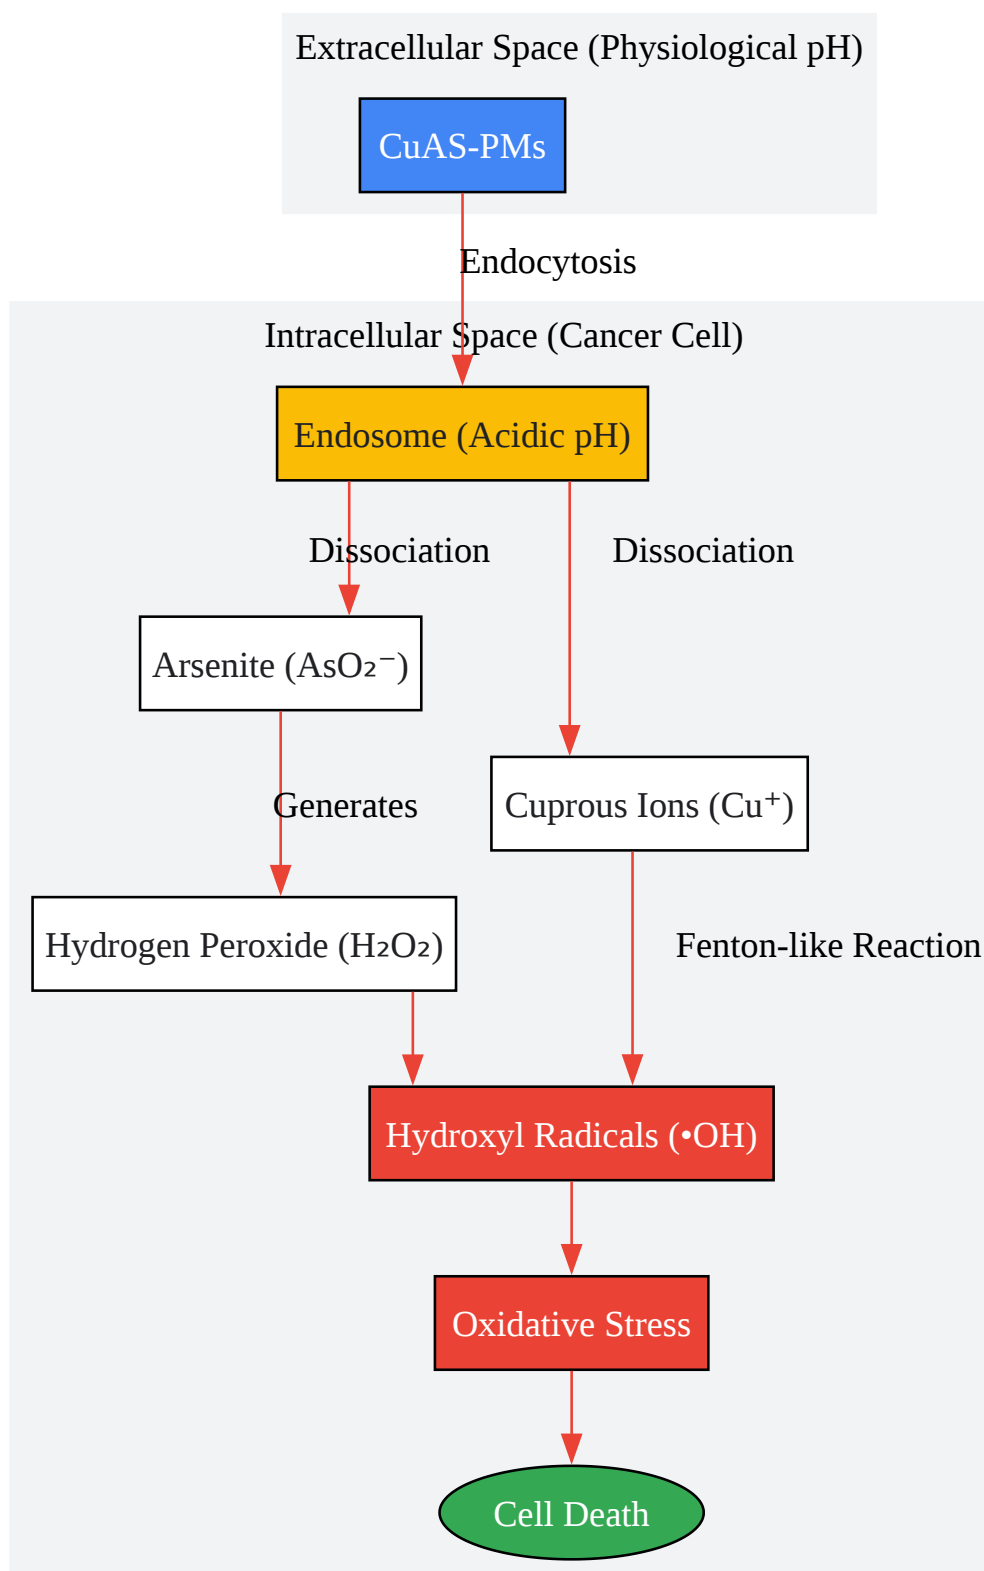 Extracellular Space (Physiological pH)
CuAS-PMs
Endocytosis
Intracellular Space (Cancer Cell)
Endosome (Acidic pH)
Dissociation
Dissociation
Arsenite (AsO₂⁻)
Generates
Cuprous Ions (Cu⁺)
Hydrogen Peroxide (H₂O₂)
Fenton-like Reaction
Hydroxyl Radicals (•OH)
Oxidative Stress
Cell Death